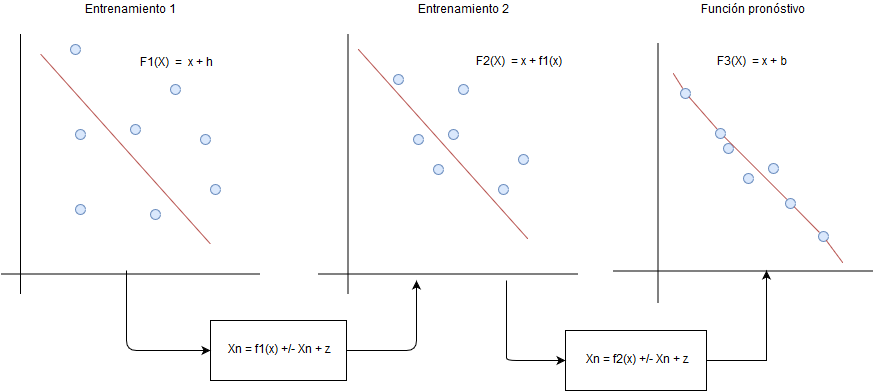 Entrenamiento 1
Entrenamiento 2
Función pronóstivo
F1(X) = x + h
F2(X) = x + f1(x)
F3(X) = x + b
Xn = f1(x) +/- Xn + z
Xn = f2(x) +/- Xn + z